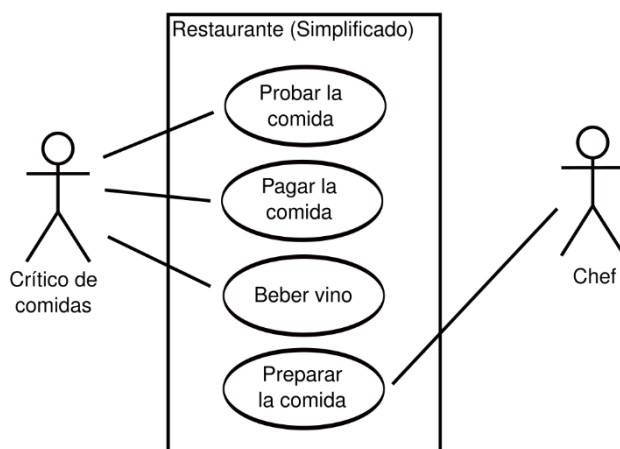 Restaurante (Simplificado)
Probar la
comida
Pagar la
comida
Beber vino
Preparar
la comida
Crítico de
comidas
Chef